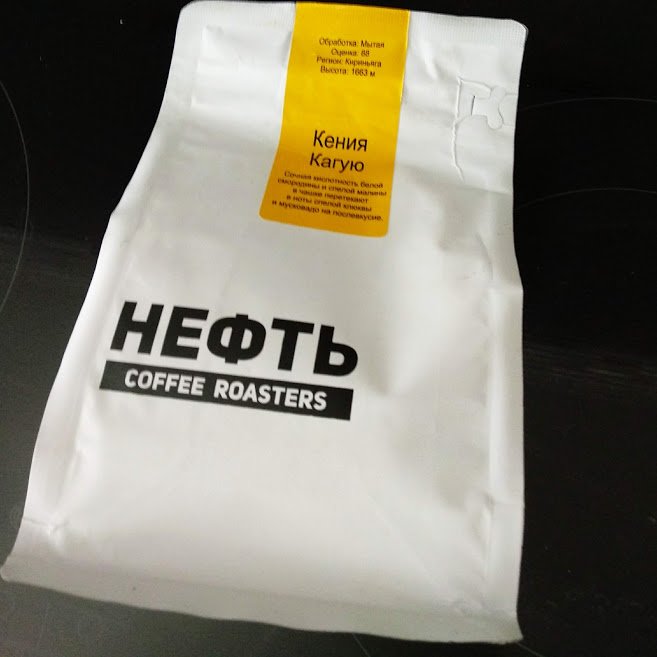 Обработка: Мытая
Оценка: 88
Регион: Кириньяга
Высота: 1663 м
Кения
Кагую
Сочная кислотность белой
смородины и спелой малины
в чашке перетекают
в ноты спелой клюквы
и мусковадо на послевкусие.
НЕФТЬ
COFFEE ROASTERS